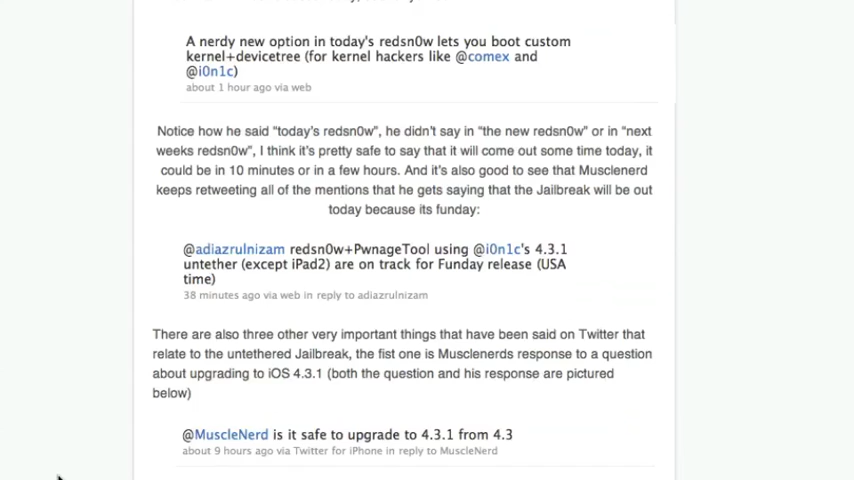 A nerdy new option in today's redsn0w lets you boot custom
kernel+devicetree (for kernel hackers like @comex and
@i0n1c)
about 1 hour ago via web
Notice how he said "today's redsn0w", he didn't say in "the new redsn0w" or in "next
weeks redsn0w", I think it's pretty safe to say that it will come out some time today, it
could be in 10 minutes or in a few hours. And it's also good to see that Musclenerd
keeps retweeting all of the mentions that he gets saying that the Jailbreak will be out
today because its funday:
@adiazrulnizam redsn0w+PwnageTool using @i0n1c's 4.3.1
untether (except iPad2) are on track for Funday release (USA
time)
38 minutes ago via web in reply to adiazrulnizam
There are also three other very important things that have been said on Twitter that
relate to the untethered Jailbreak, the fist one is Musclenerds response to a question
about upgrading to iOS 4.3.1 (both the question and his response are pictured
below)
@MuscleNerd is it safe to upgrade to 4.3.1 from 4.3
about 9 hours ago via Twitter for iPhone in reply to MuscleNerd